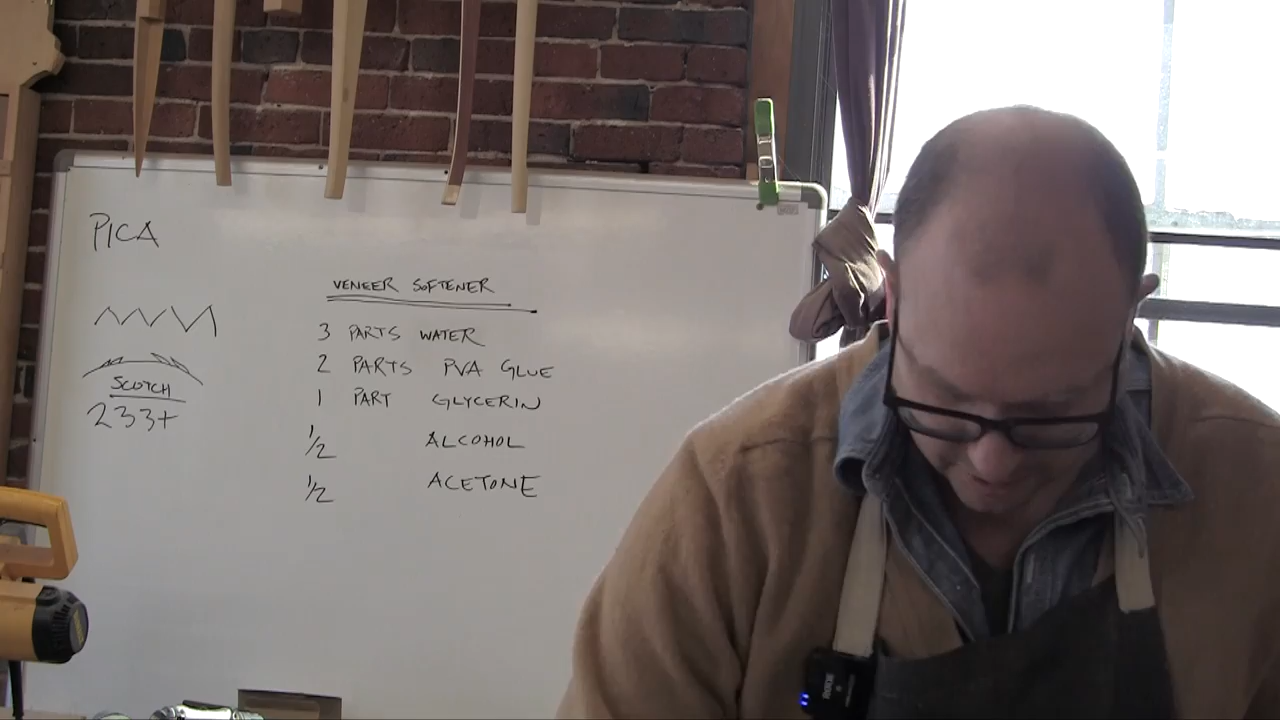 PICA
SCOTCH
233+
VENEER SOFTENER
3 PARTS WATER
2 PARTS PVA GLUE
1 PART GLYCERIN
1/2 ALCOHOL
1/2 ACETONE
RODE